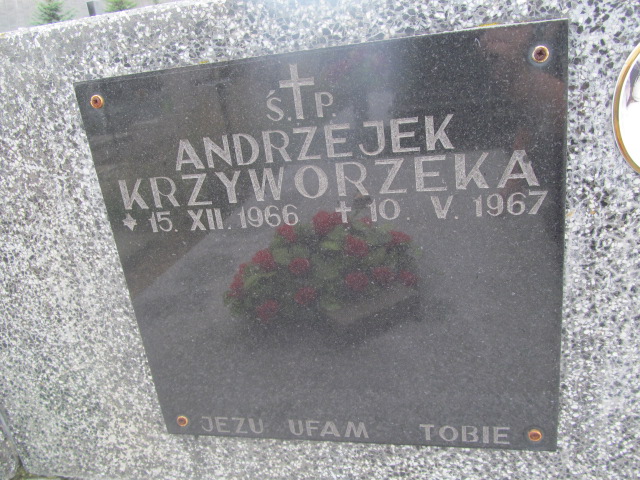 Ś.†P.
ANDRZEJEK
KRZYWORZEKA
* 15. XII. 1966 † 10. V. 1967
JEZU UFAM TOBIE